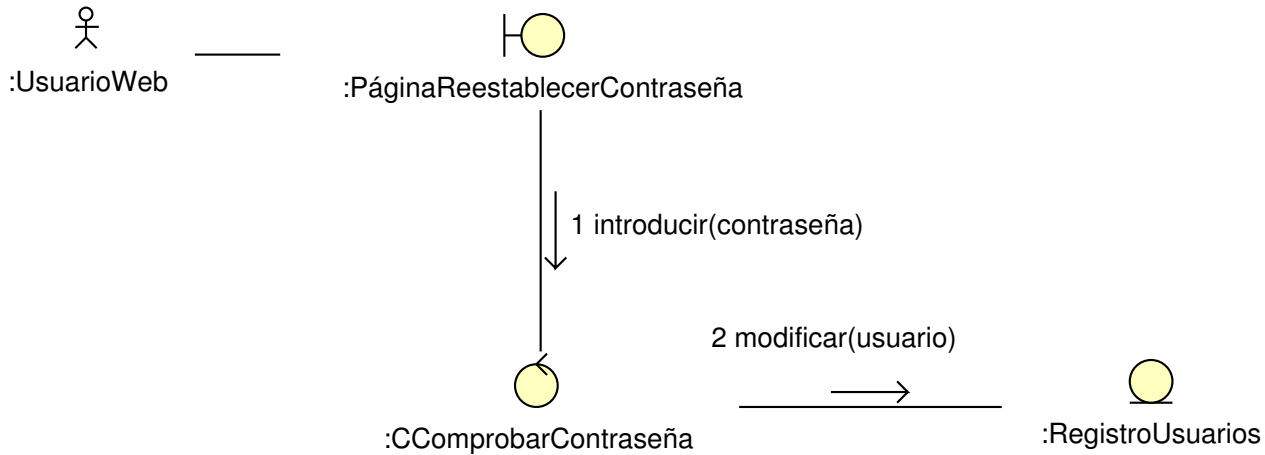 :UsuarioWeb
:PáginaReestablecerContraseña
1 introducir(contraseña)
2 modificar(usuario)
:CComprobarContraseña
:RegistroUsuarios